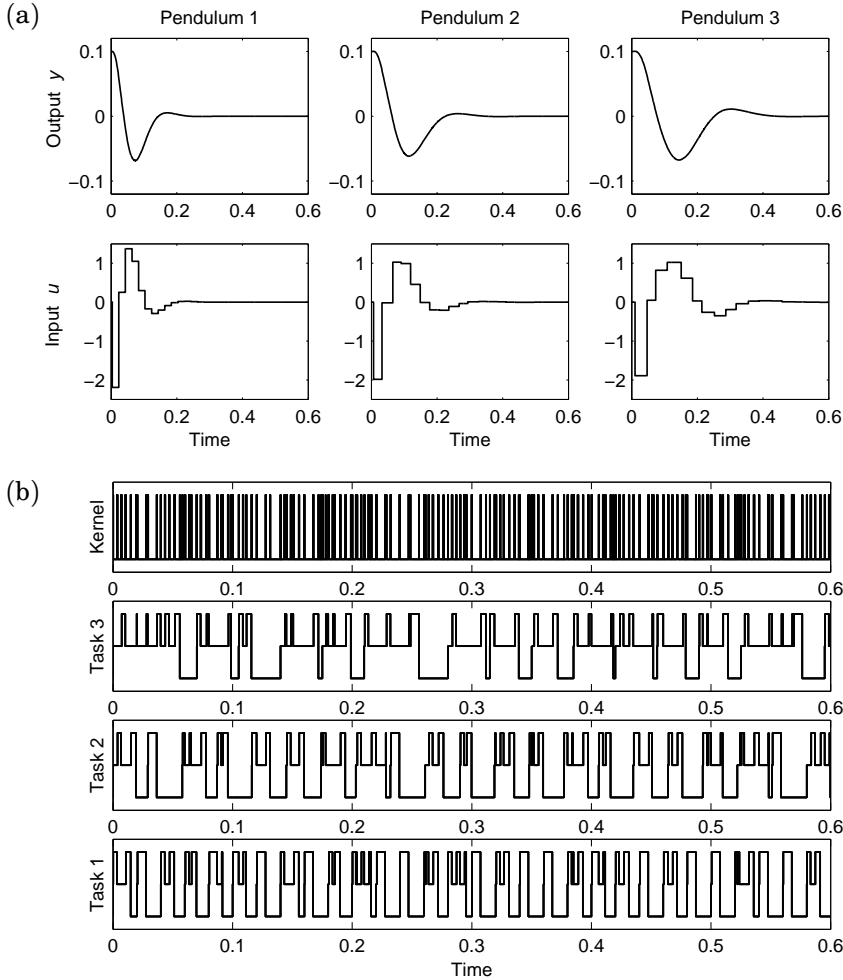 (a)
Pendulum 1 Pendulum 2 Pendulum 3
Output y
0.1 0.1 0.1
0 0 0
−0.1 −0.1 −0.1
0 0.2 0.4 0.6 0 0.2 0.4 0.6 0 0.2 0.4 0.6
Input u
1 1 1
0 0 0
−1 −1 −1
−2 −2 −2
0 0.2 0.4 0.6 0 0.2 0.4 0.6 0 0.2 0.4 0.6
Time Time Time
(b)
Kernel
0 0.1 0.2 0.3 0.4 0.5 0.6
Task 3
0 0.1 0.2 0.3 0.4 0.5 0.6
Task 2
0 0.1 0.2 0.3 0.4 0.5 0.6
Task 1
0 0.1 0.2 0.3 0.4 0.5 0.6
Time